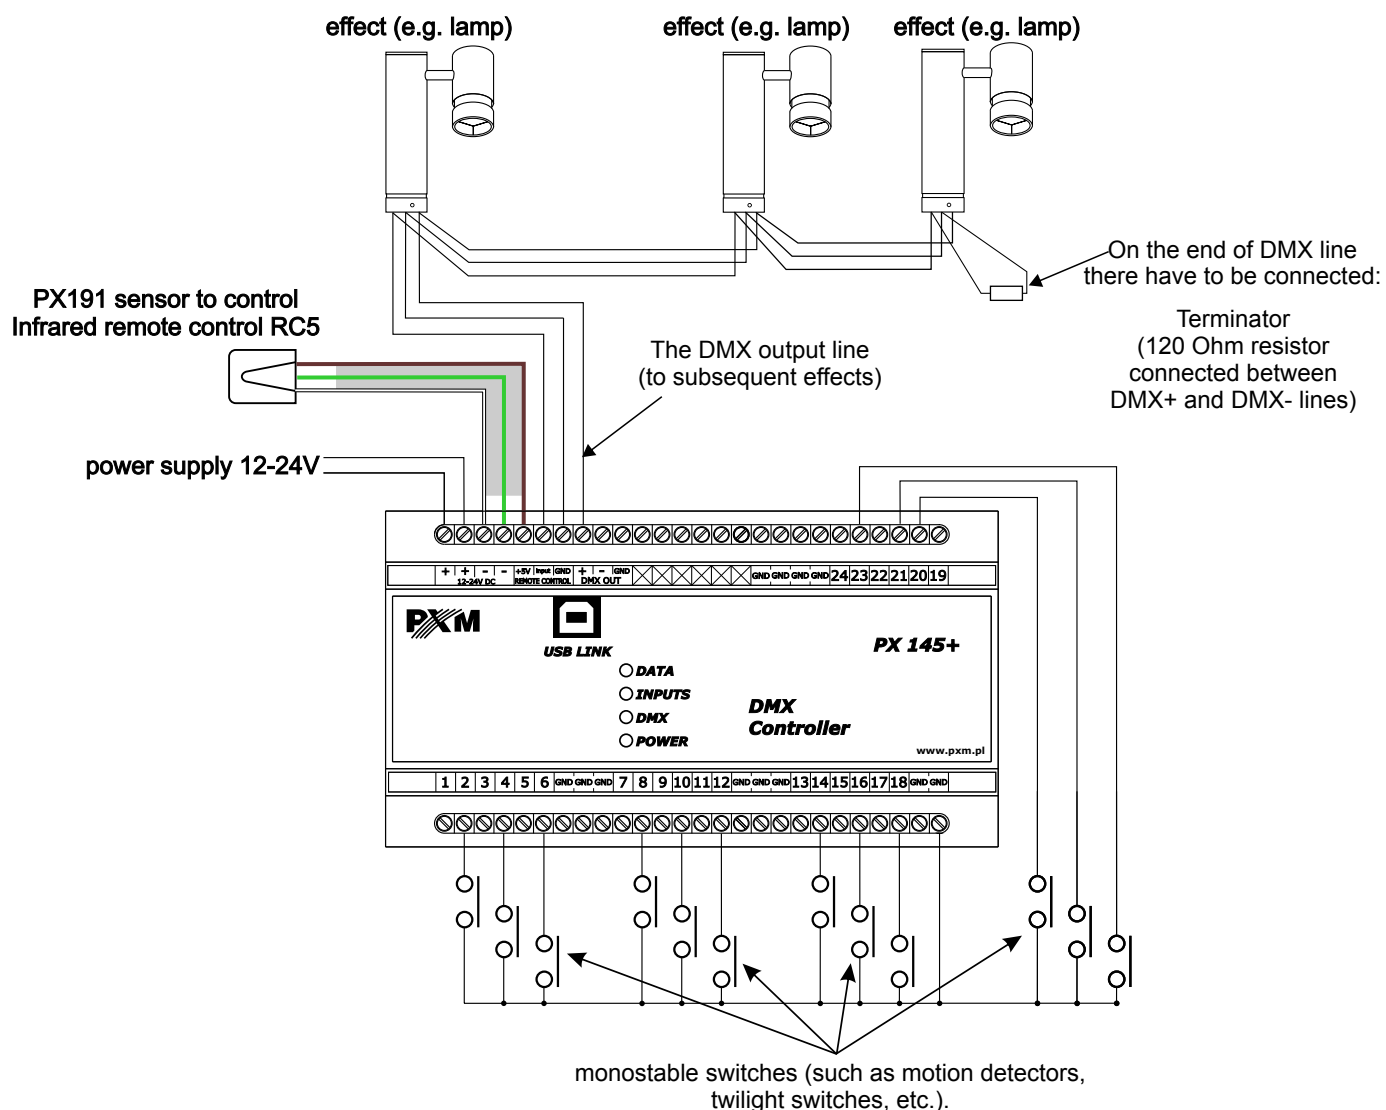 effect (e.g. lamp)
effect (e.g. lamp)
effect (e.g. lamp)
On the end of DMX line
there have to be connected:
Terminator
(120 Ohm resistor
connected between
DMX+ and DMX- lines)
PX191 sensor to control
Infrared remote control RC5
The DMX output line
(to subsequent effects)
power supply 12-24V
+ + - - +5V Input GND + - GND GND GND GND GND 24 23 22 21 20 19
12-24V DC REMOTE CONTROL DMX OUT
PXM
USB LINK
PX 145+
DATA
INPUTS
DMX
POWER
DMX
Controller
www.pxm.pl
1 2 3 4 5 6 GND GND GND 7 8 9 10 11 12 GND GND GND 13 14 15 16 17 18 GND GND
monostable switches (such as motion detectors,
twilight switches, etc.).